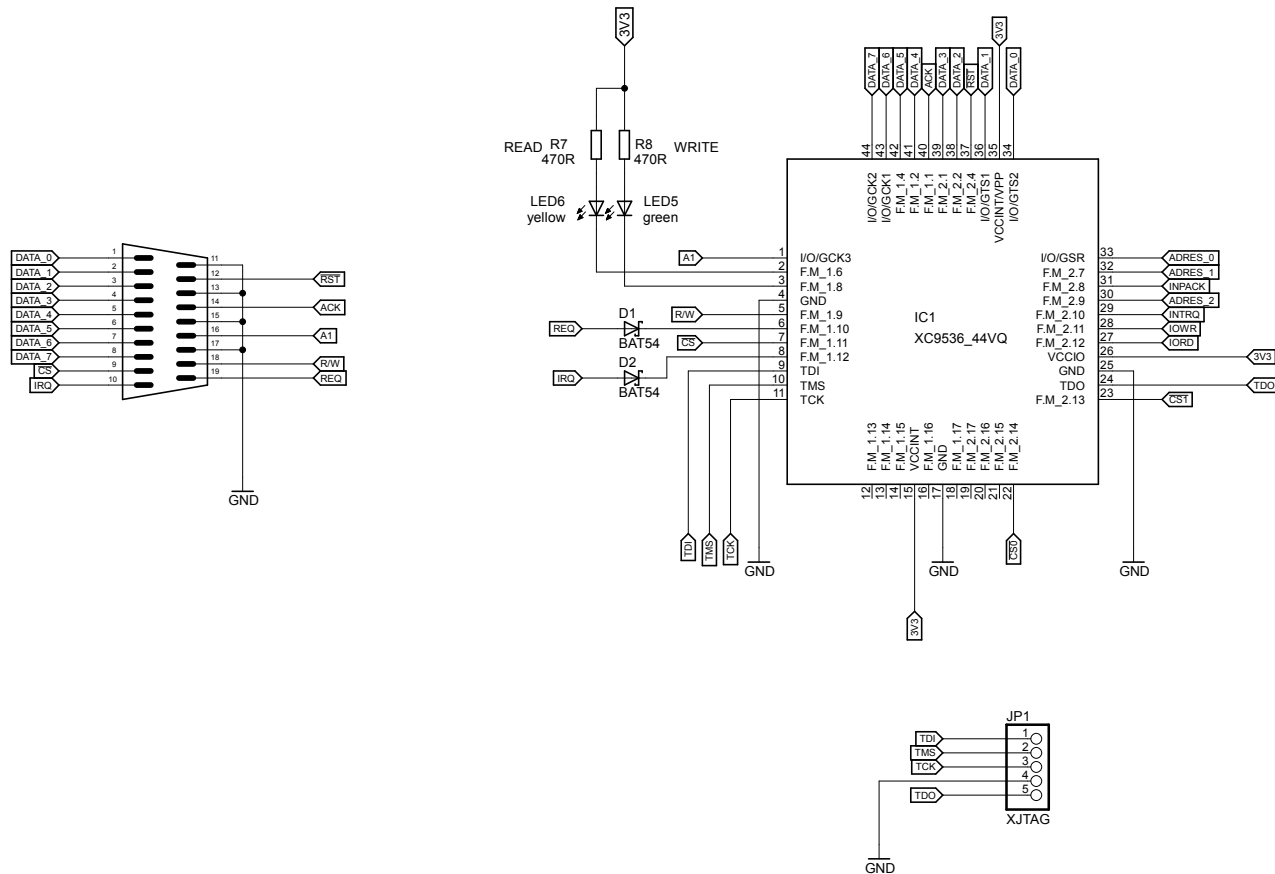 3V3
READ R7 470R
R8 470R WRITE
LED6 yellow
LED5 green
DATA_7
DATA_6
DATA_5
DATA_4
ACK
DATA_3
DATA_2
RST
DATA_1
3V3
DATA_0
44 43 42 41 40 39 38 37 36 35 34
I/O/GCK2
I/O/GCK1
F.M_1.4
F.M_1.2
F.M_1.1
F.M_2.1
F.M_2.2
F.M_2.4
I/O/GTS1
VCCINT/VPP
I/O/GTS2
A1 1 I/O/GCK3
2 F.M_1.6
3 F.M_1.8
4 GND
R/W 5 F.M_1.9
REQ D1 BAT54 6 F.M_1.10
CS 7 F.M_1.11
IRQ D2 BAT54 8 F.M_1.12
9 TDI
10 TMS
11 TCK
IC1
XC9536_44VQ
I/O/GSR 33 ADRES_0
F.M_2.7 32 ADRES_1
F.M_2.8 31 INPACK
F.M_2.9 30 ADRES_2
F.M_2.10 29 INTRQ
F.M_2.11 28 IOWR
F.M_2.12 27 IORD
VCCIO 26 3V3
GND 25
TDO 24 TDO
F.M_2.13 23 CS1
F.M_1.13
F.M_1.14
F.M_1.15
VCCINT
F.M_1.16
GND
F.M_1.17
F.M_2.17
F.M_2.16
F.M_2.15
F.M_2.14
12 13 14 15 16 17 18 19 20 21 22
TDI
TMS
TCK
GND
3V3
GND
CS0
GND
DATA_0 1
DATA_1 2
DATA_2 3
DATA_3 4
DATA_4 5
DATA_5 6
DATA_6 7
DATA_7 8
CS 9
IRQ 10
11
12 RST
13
14 ACK
15
16 A1
17
18 R/W
19 REQ
GND
JP1
TDI 1
TMS 2
TCK 3
4
TDO 5
XJTAG
GND